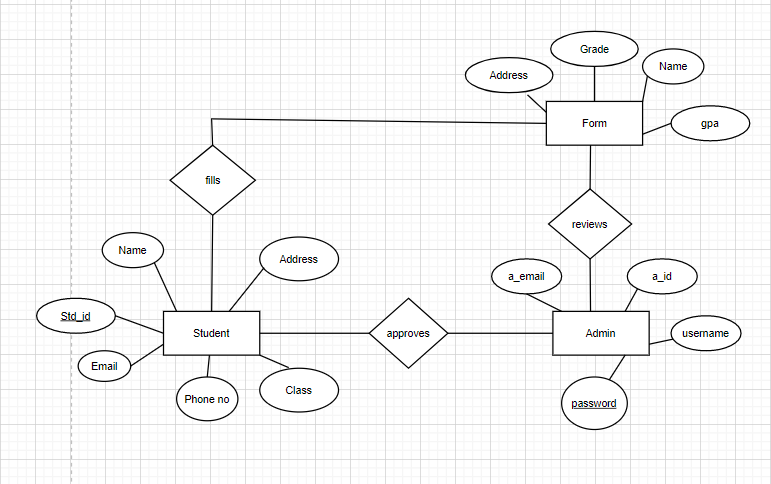 Grade
Name
Address
Form
gpa
fills
reviews
Name
Address
a_email
a_id
Std_id
Student
approves
Admin
username
Email
Phone no
Class
password